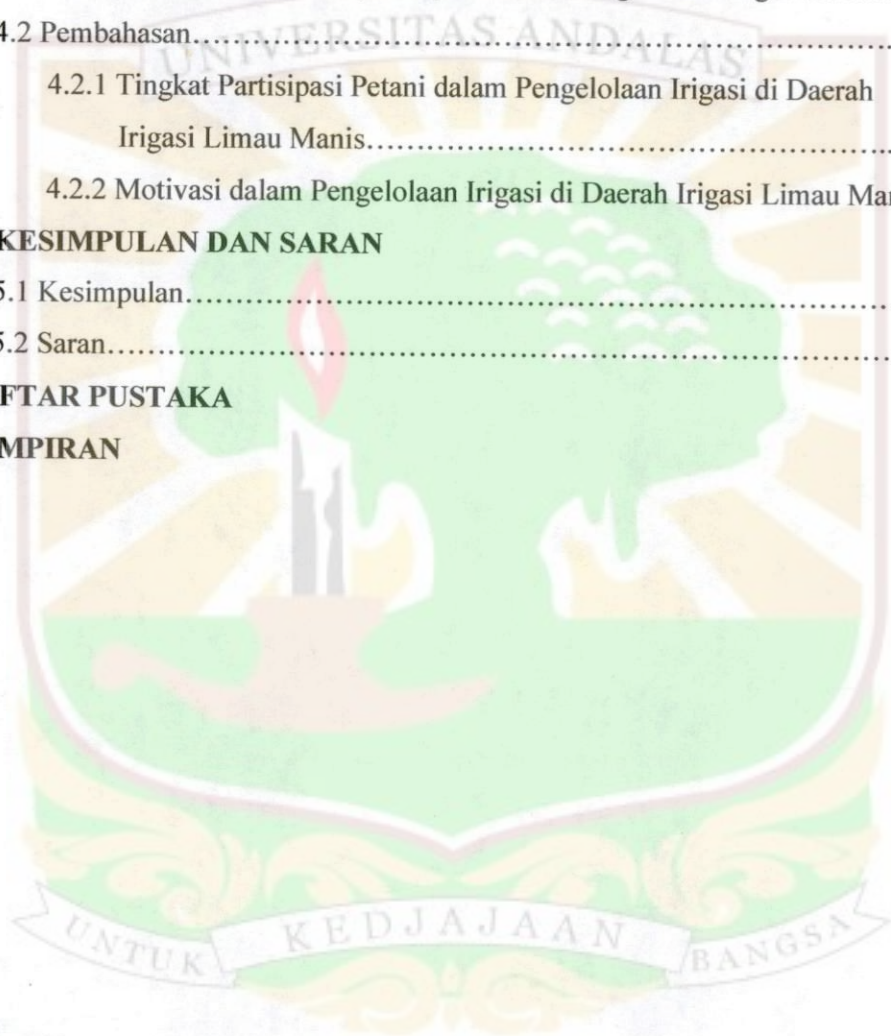 4.2 Pembahasan
UNIVERSITAS ANDALAS
4.2.1 Tingkat Partisipasi Petani dalam Pengelolaan Irigasi di Daerah
Irigasi Limau Manis
4.2.2 Motivasi dalam Pengelolaan Irigasi di Daerah Irigasi Limau
KESIMPULAN DAN SARAN
5.1 Kesimpulan
5.2 Saran
FTAR PUSTAKA
MPIRAN
UNTUK KEDJAJAAN BANGSA